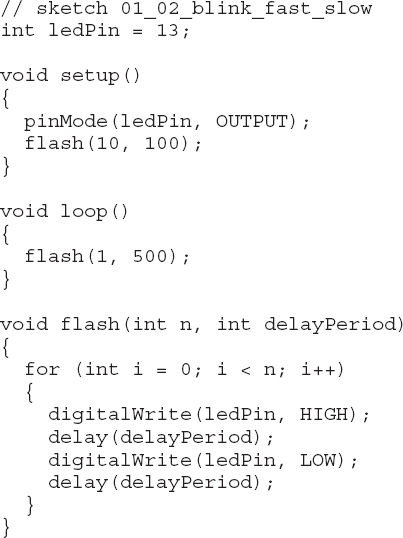 // sketch 01_02_blink_fast_slow
int ledPin = 13;

void setup()
{
  pinMode(ledPin, OUTPUT);
  flash(10, 100);
}

void loop()
{
  flash(1, 500);
}

void flash(int n, int delayPeriod)
{
  for (int i = 0; i < n; i++)
  {
    digitalWrite(ledPin, HIGH);
    delay(delayPeriod);
    digitalWrite(ledPin, LOW);
    delay(delayPeriod);
  }
}